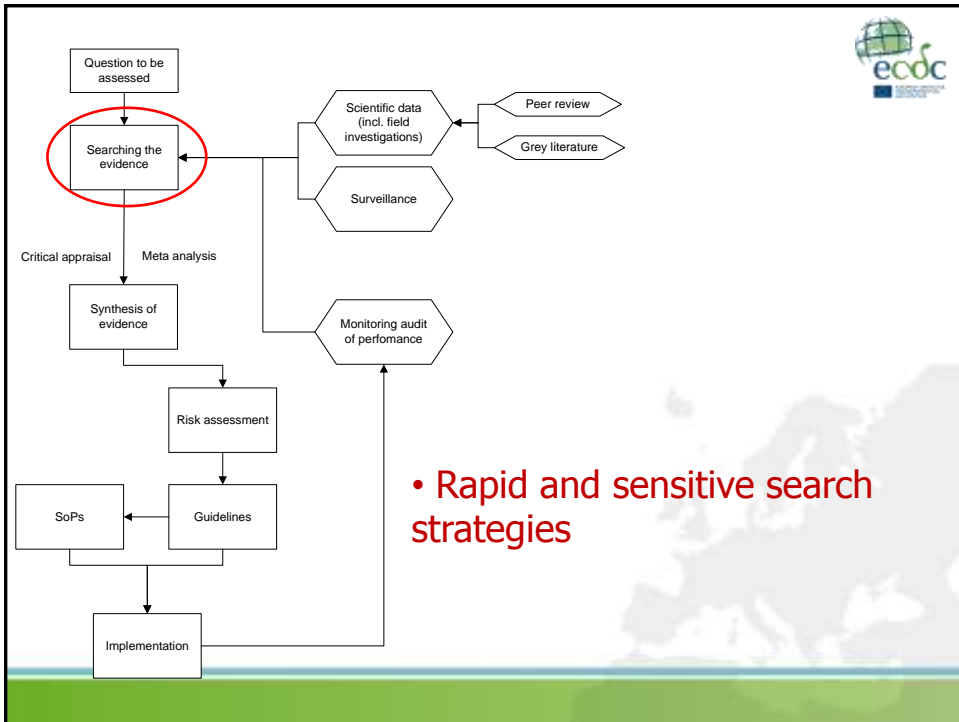 Question to be
assessed
Searching the
evidence
Scientific data
(incl. field
investigations)
Peer review
Grey literature
Surveillance
Critical appraisal
Meta analysis
Synthesis of
evidence
Monitoring audit
of perfomance
Risk assessment
SoPs
Guidelines
Implementation
• Rapid and sensitive search
strategies
ecdc